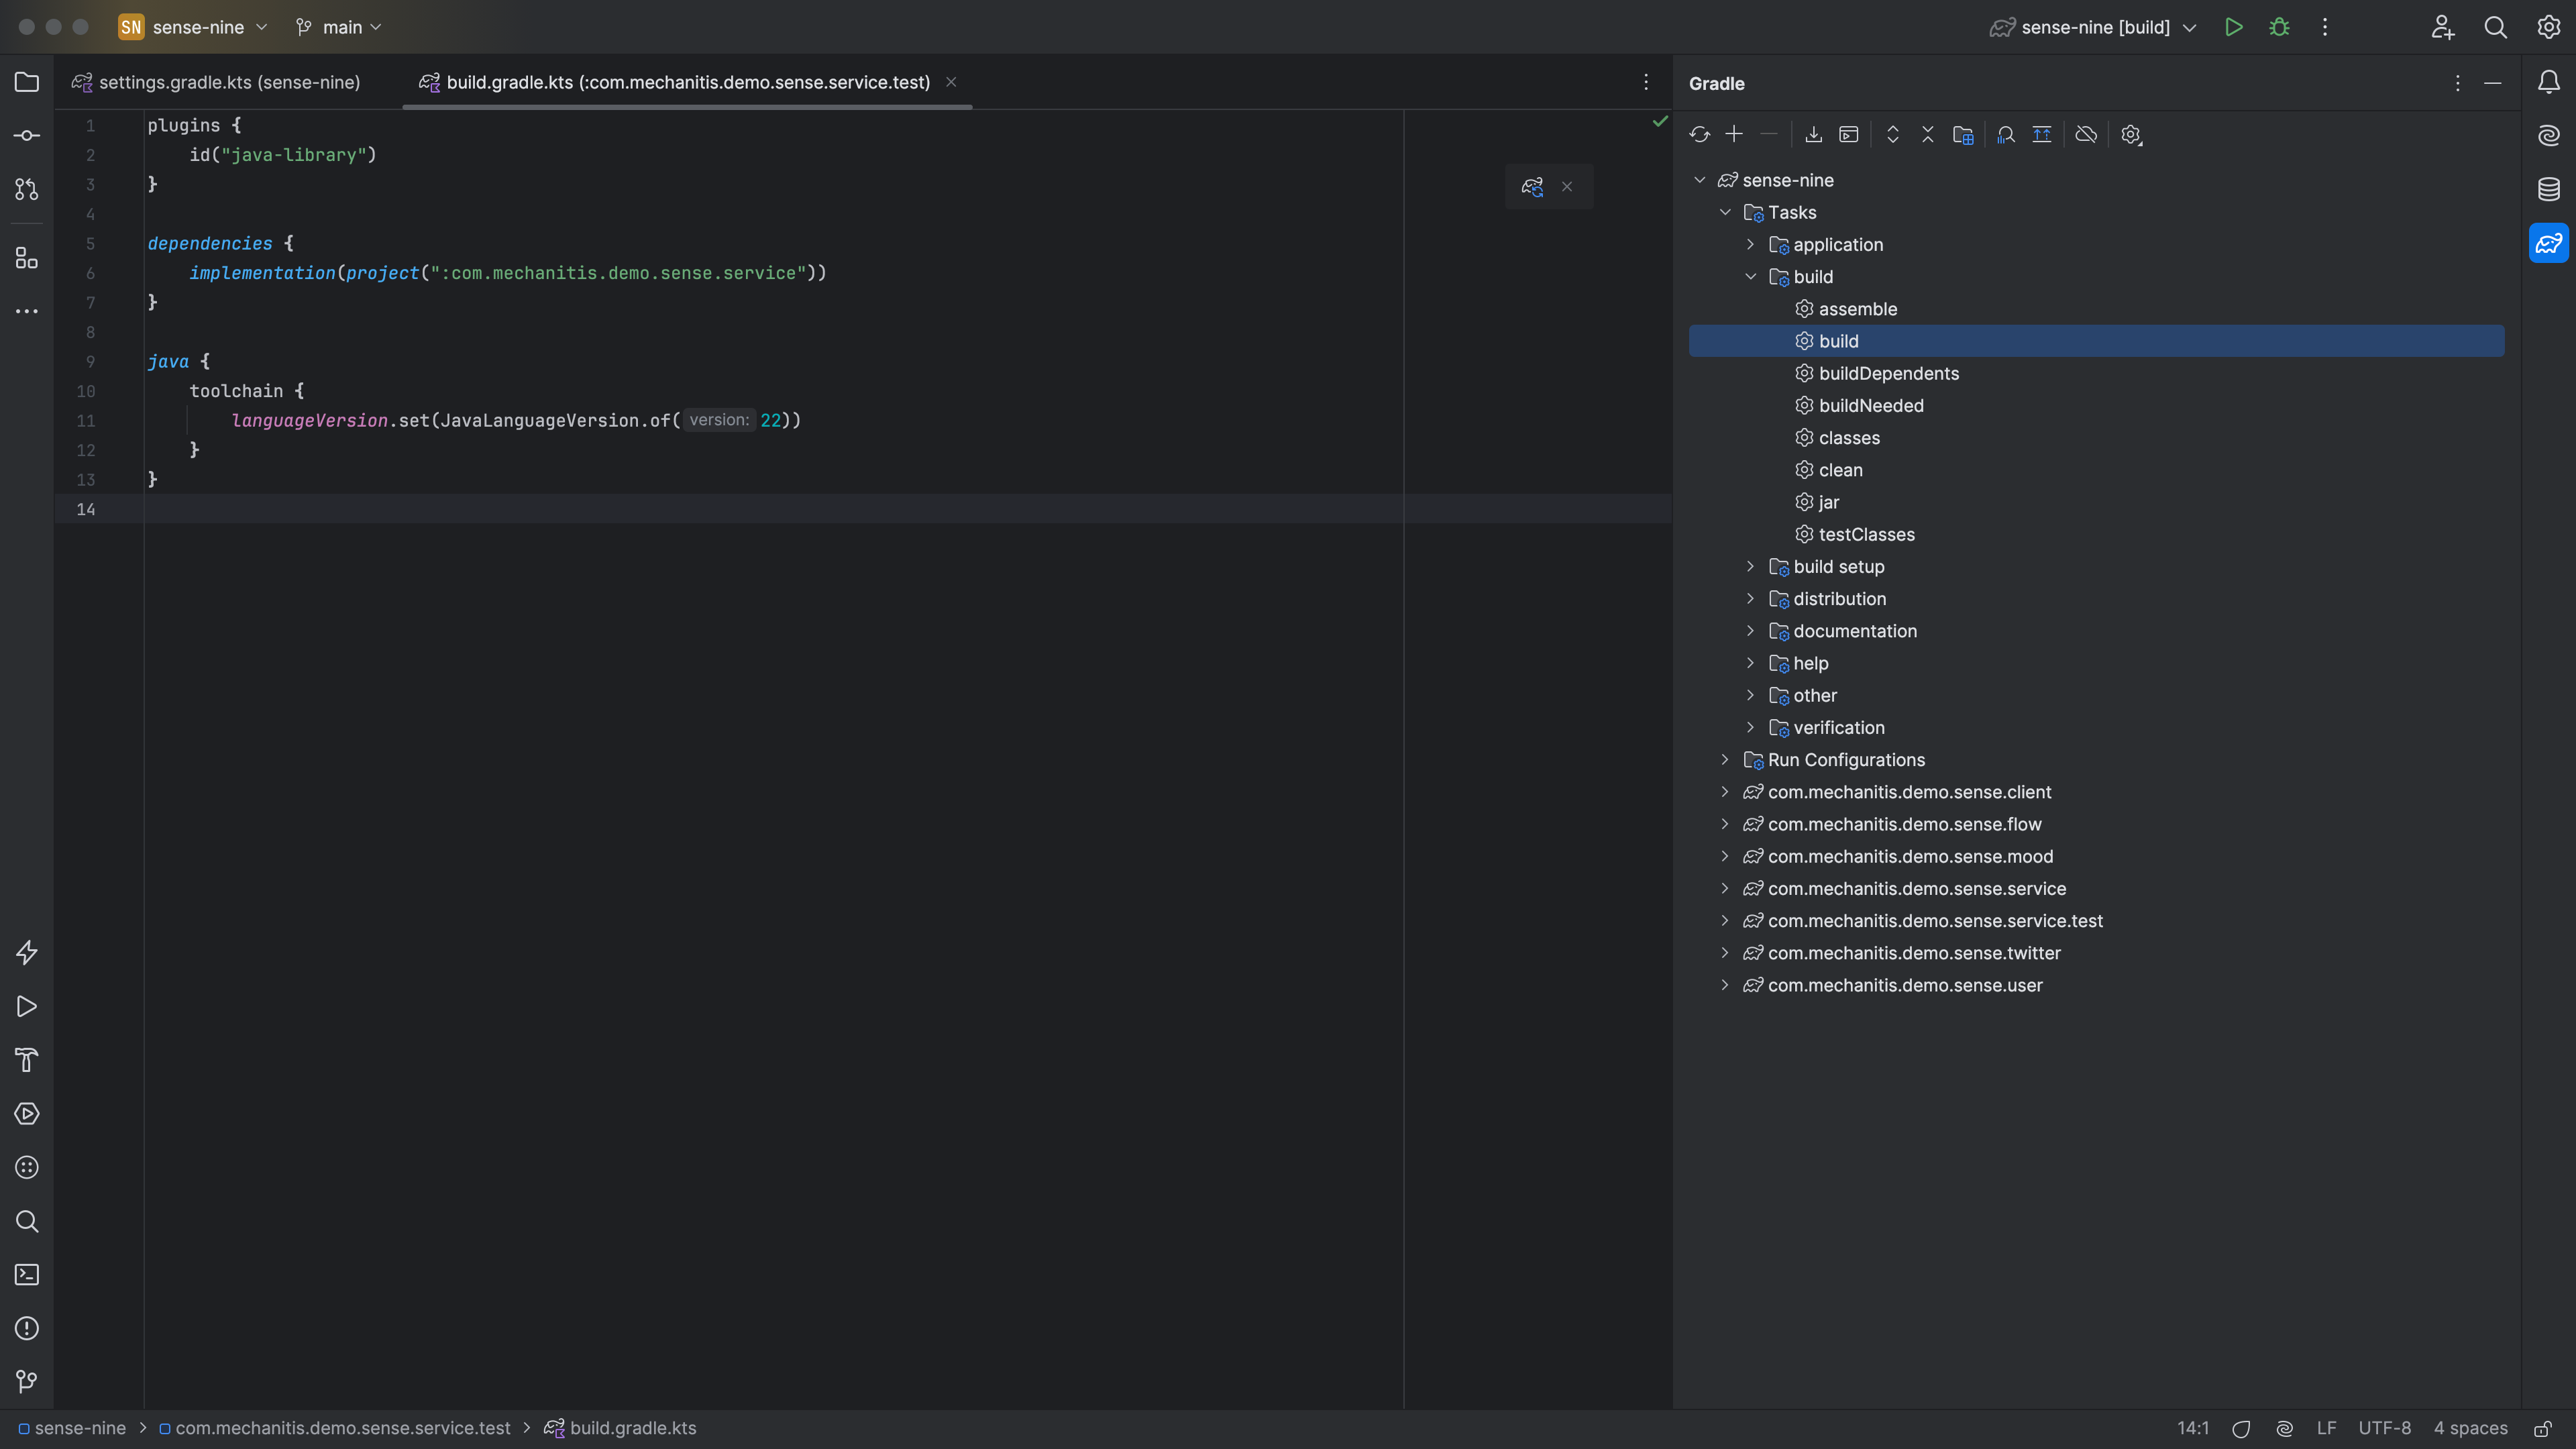 SN sense-nine main sense-nine [build]
settings.gradle.kts (sense-nine) build.gradle.kts (:com.mechanitis.demo.sense.service.test)
1 plugins {
2 id("java-library")
3 }
4
5 dependencies {
6 implementation(project(":com.mechanitis.demo.sense.service"))
7 }
8
9 java {
10 toolchain {
11 languageVersion.set(JavaLanguageVersion.of( version: 22))
12 }
13 }
14
Gradle
sense-nine
Tasks
application
build
assemble
build
buildDependents
buildNeeded
classes
clean
jar
testClasses
build setup
distribution
documentation
help
other
verification
Run Configurations
com.mechanitis.demo.sense.client
com.mechanitis.demo.sense.flow
com.mechanitis.demo.sense.mood
com.mechanitis.demo.sense.service
com.mechanitis.demo.sense.service.test
com.mechanitis.demo.sense.twitter
com.mechanitis.demo.sense.user
sense-nine com.mechanitis.demo.sense.service.test build.gradle.kts 14:1 LF UTF-8 4 spaces